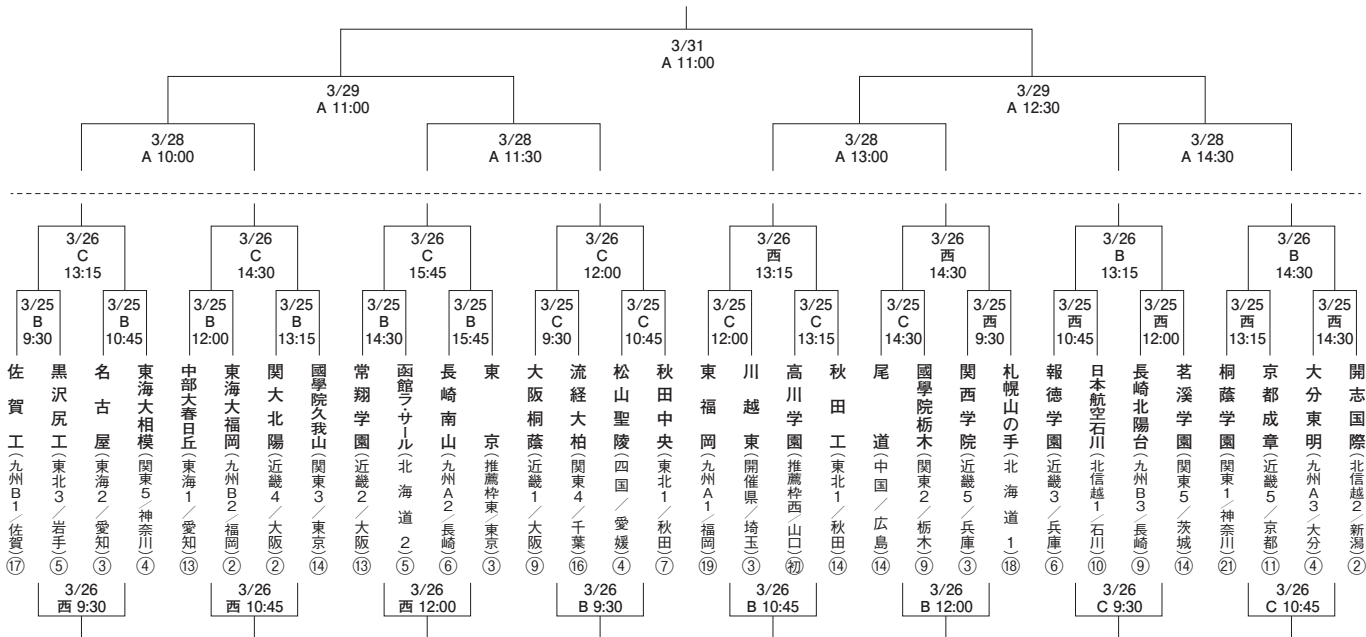 3/31
A 11:00
3/29
A 11:00
3/29
A 12:30
3/28
A 10:00
3/28
A 11:30
3/28
A 13:00
3/28
A 14:30
3/26
C
13:15
3/26
C
14:30
3/26
C
15:45
3/26
C
12:00
3/26
西
13:15
3/26
西
14:30
3/26
B
13:15
3/26
B
14:30
3/25
B
9:30
3/25
B
10:45
3/25
B
12:00
3/25
B
13:15
3/25
B
14:30
3/25
B
15:45
3/25
C
9:30
3/25
C
10:45
3/25
C
12:00
3/25
C
13:15
3/25
C
14:30
3/25
西
9:30
3/25
西
10:45
3/25
西
12:00
3/25
西
13:15
3/25
西
14:30
佐賀工(九州B1/佐賀)⑰
黒沢尻工(東北3/岩手)⑤
名古屋(東海2/愛知)③
東海大相模(関東5/神奈川)④
中部大春日丘(東海1/愛知)⑬
東海大福岡(九州B2/福岡)②
関大北陽(近畿4/大阪)②
國學院久我山(関東3/東京)⑭
常翔学園(近畿2/大阪)⑬
函館ラ・サール(北海道2)⑤
長崎南山(九州A2/長崎)⑥
東京(推薦枠東/東京)③
大阪桐蔭(近畿1/大阪)⑨
流経大柏(関東4/千葉)⑯
松山聖陵(四国/愛媛)④
秋田中央(東北1/秋田)⑦
東福岡(九州A1/福岡)⑲
川越東(開催県/埼玉)③
高川学園(推薦枠西/山口)初
秋田工(東北1/秋田)⑭
尾道(中国/広島)⑭
國學院栃木(関東2/栃木)⑨
関西学院(近畿5/兵庫)③
札幌山の手(北海道1)⑱
報徳学園(近畿3/兵庫)⑥
日本航空石川(北信越1/石川)⑩
長崎北陽台(九州B3/長崎)⑨
茗溪学園(関東5/茨城)⑭
桐蔭学園(関東1/神奈川)㉑
京都成章(近畿5/京都)⑪
大分東明(九州A3/大分)④
開志国際(北信越2/新潟)②
3/26
西 9:30
3/26
西 10:45
3/26
西 12:00
3/26
B 9:30
3/26
B 10:45
3/26
B 12:00
3/26
C 9:30
3/26
C 10:45